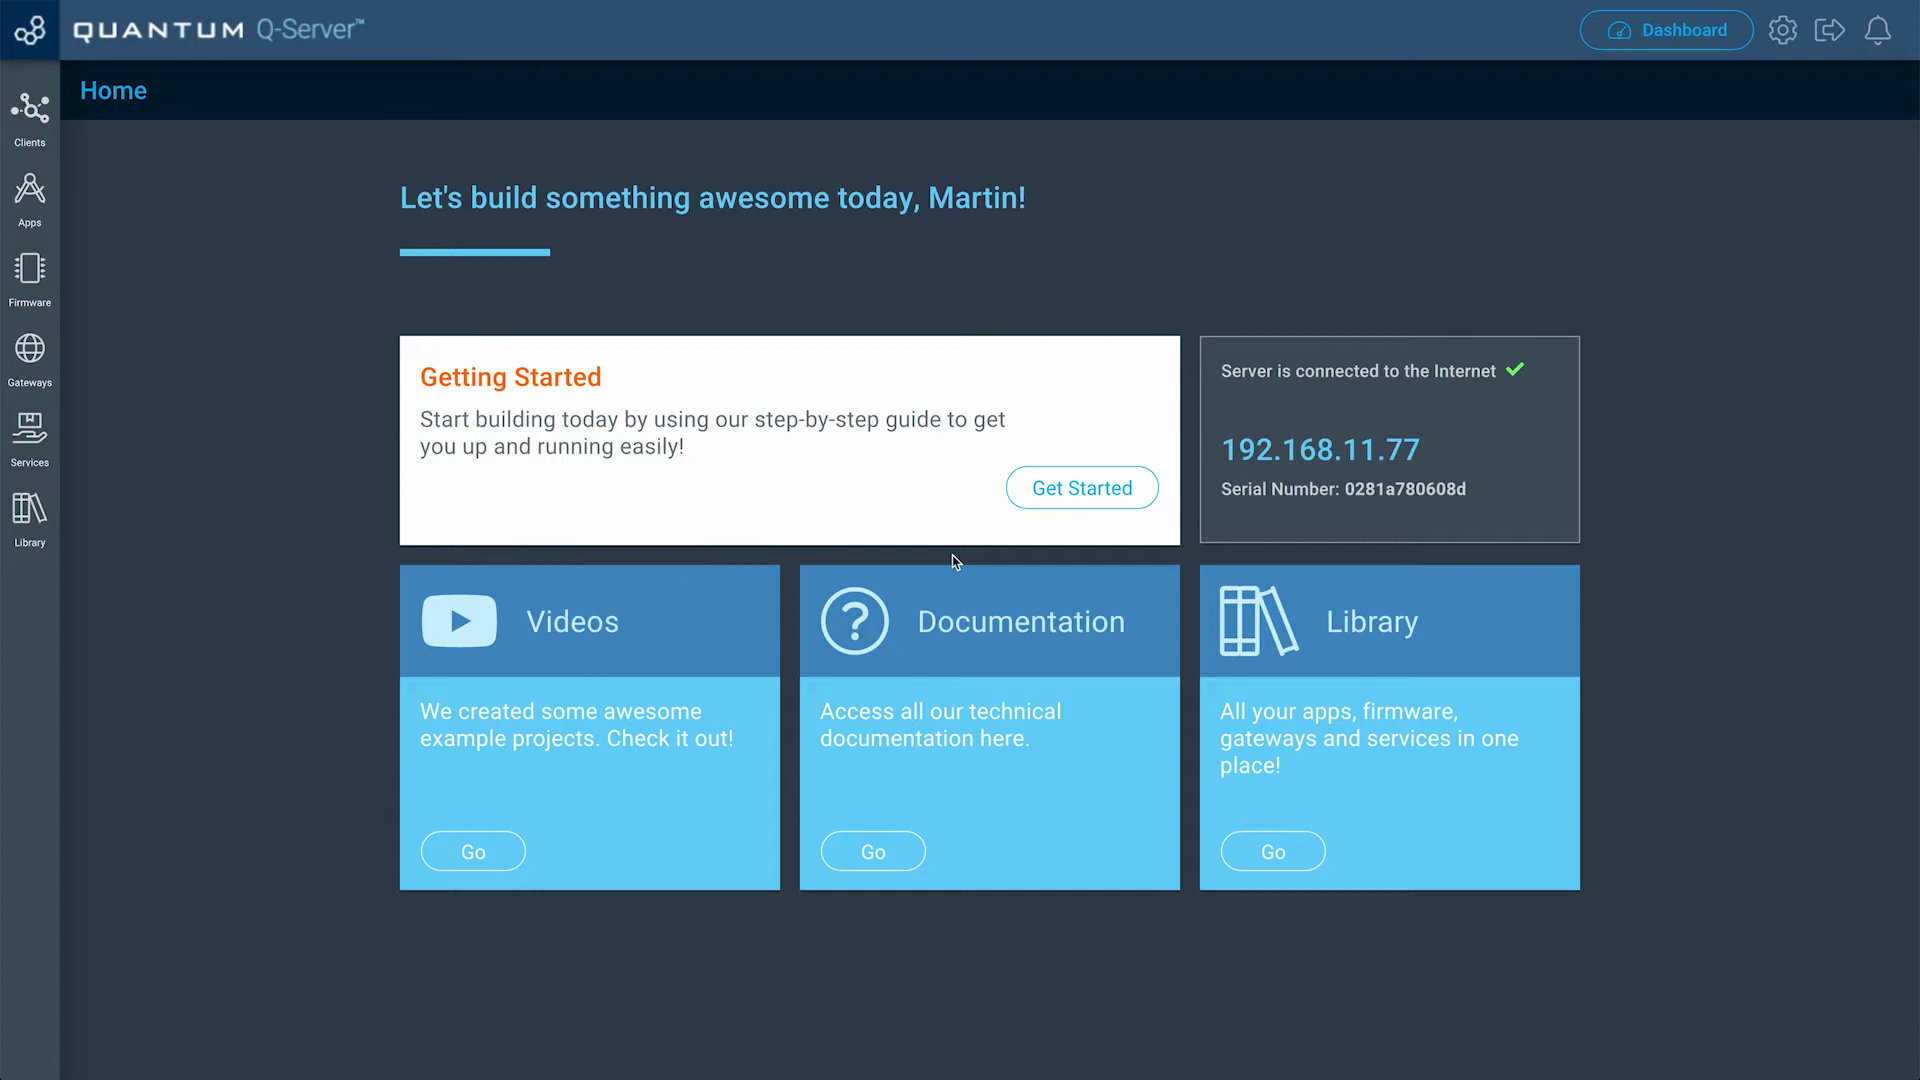 QUANTUM Q-Server™
Dashboard
Home
Clients
Apps
Firmware
Gateways
Services
Library
Let's build something awesome today, Martin!
Getting Started
Start building today by using our step-by-step guide to get
you up and running easily!
Get Started
Server is connected to the Internet
192.168.11.77
Serial Number: 0281a780608d
Videos
We created some awesome
example projects. Check it out!
Go
Documentation
Access all our technical
documentation here.
Go
Library
All your apps, firmware,
gateways and services in one
place!
Go